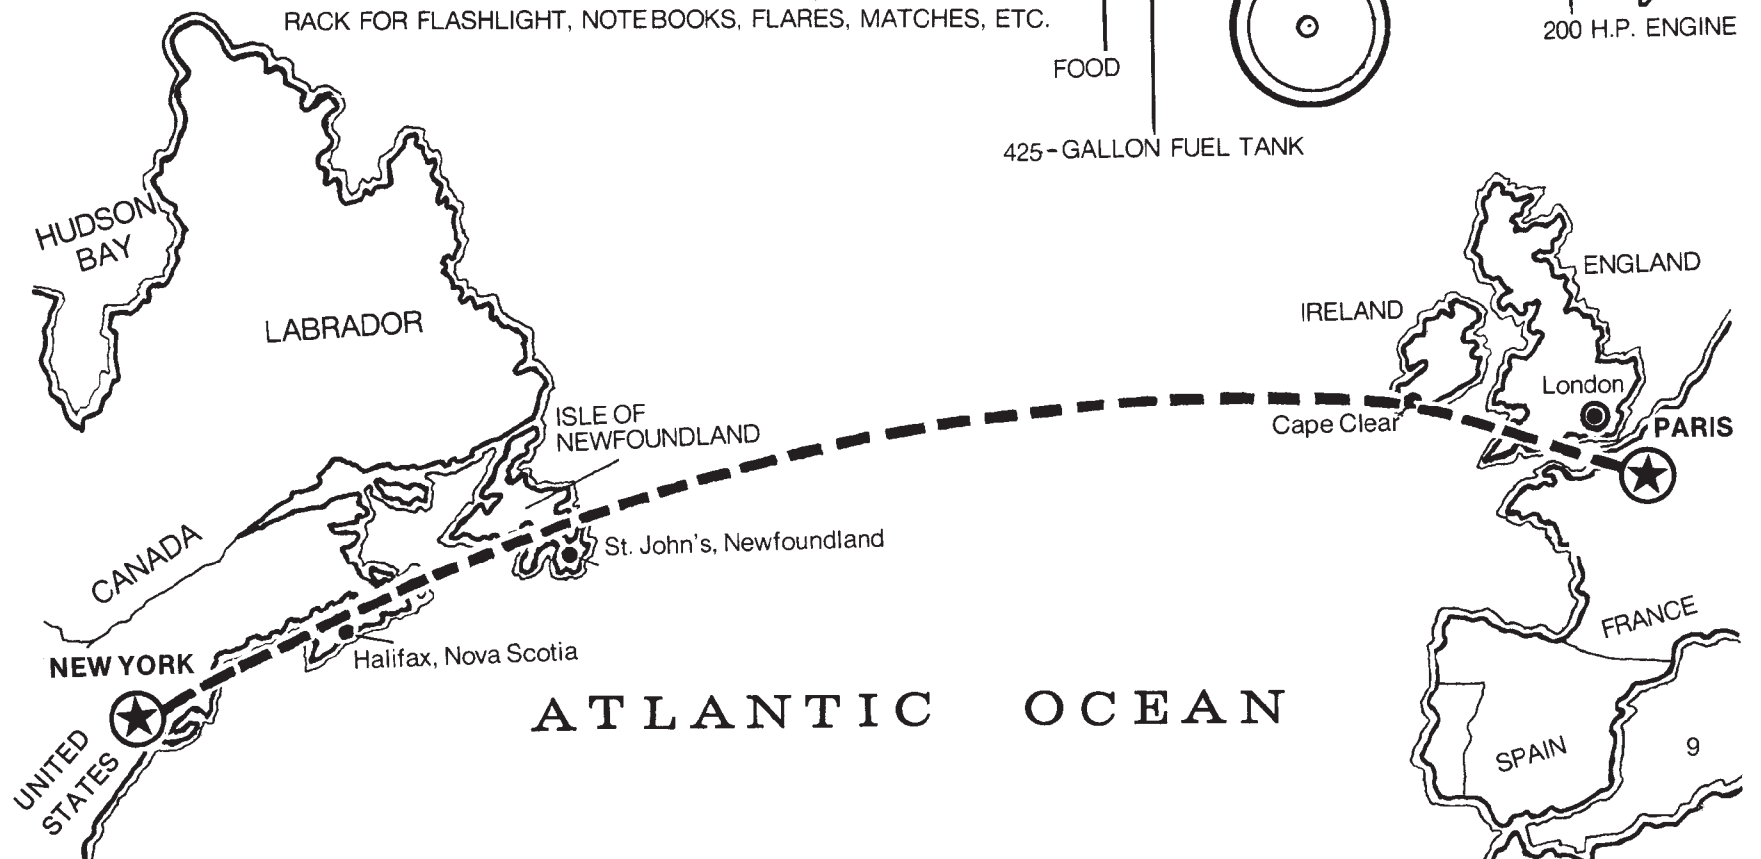 RACK FOR FLASHLIGHT, NOTEBOOKS, FLARES, MATCHES, ETC.
200 H.P. ENGINE
FOOD
425-GALLON FUEL TANK
HUDSON
BAY
LABRADOR
ENGLAND
IRELAND
London
Cape Clear
PARIS
ISLE OF
NEWFOUNDLAND
St. John's, Newfoundland
CANADA
Halifax, Nova Scotia
NEW YORK
FRANCE
ATLANTIC OCEAN
UNITED
STATES
SPAIN
9